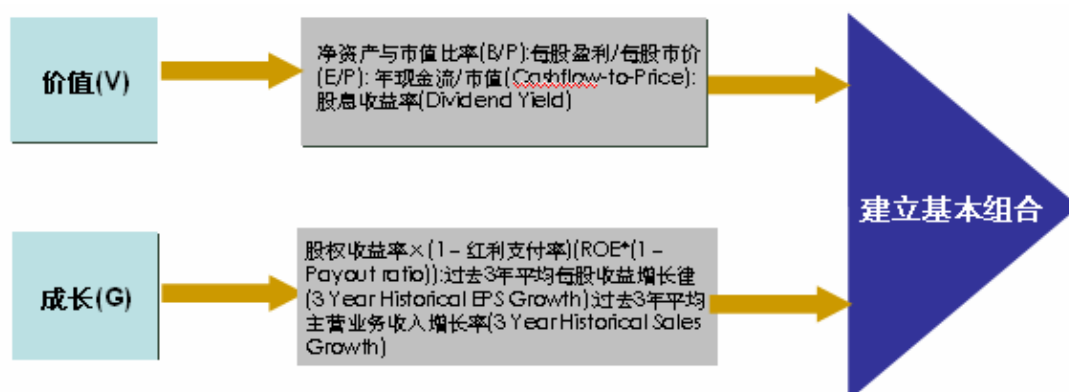 价值(V)
净资产与市值比率(B/P):每股盈利/每股市价
(E/P): 年现金流/市值(Cashflow-to-Price):
股息收益率(Dividend Yield)
成长(G)
股权收益率×(1 – 红利支付率)(ROE*(1 –
Payout ratio)):过去3年平均每股收益增长律
(3 Year Historical EPS Growth):过去3年平均
主营业务收入增长率(3 Year Historical Sales
Growth)
建立基本组合